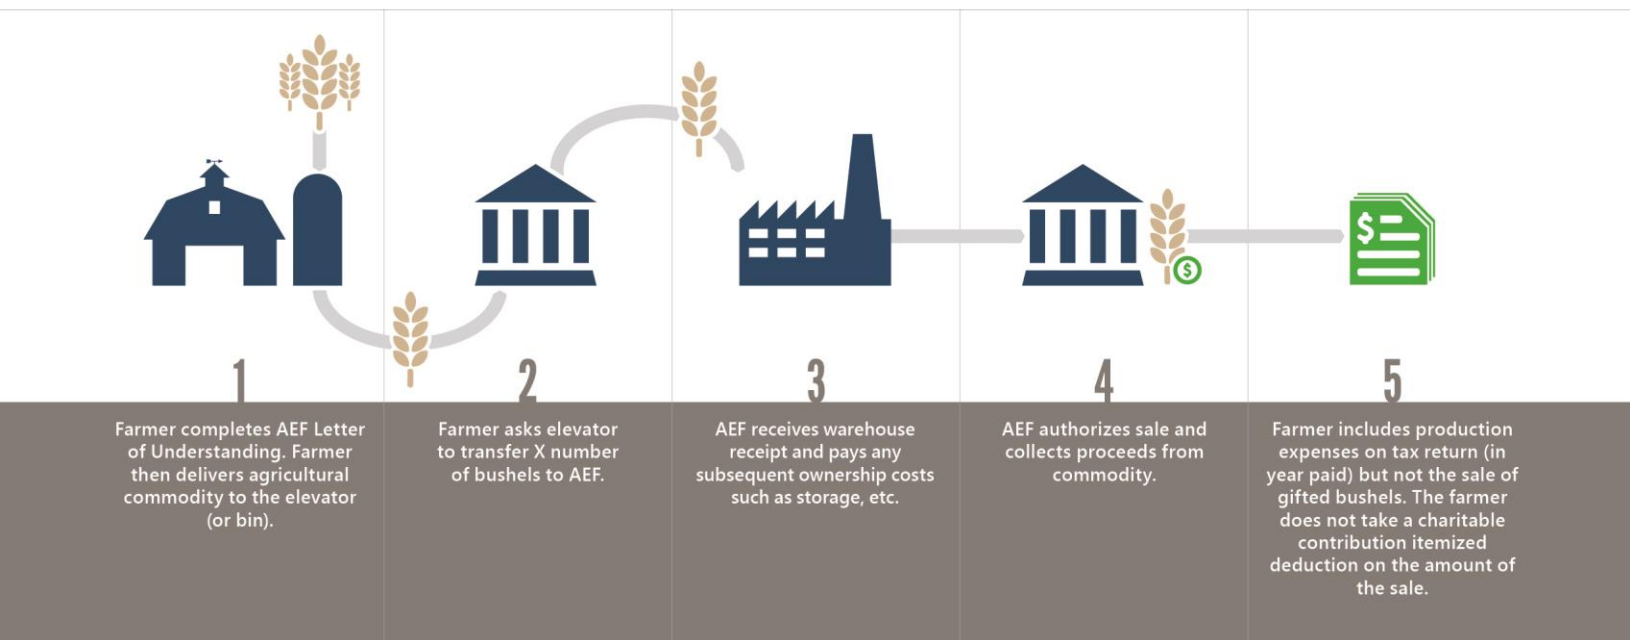 1
Farmer completes AEF Letter
of Understanding. Farmer
then delivers agricultural
commodity to the elevator
(or bin).
2
Farmer asks elevator
to transfer X number
of bushels to AEF.
3
AEF receives warehouse
receipt and pays any
subsequent ownership costs
such as storage, etc.
4
$
AEF authorizes sale and
collects proceeds from
commodity.
5
$
Farmer includes production
expenses on tax return (in
year paid) but not the sale of
gifted bushels. The farmer
does not take a charitable
contribution itemized
deduction on the amount of
the sale.